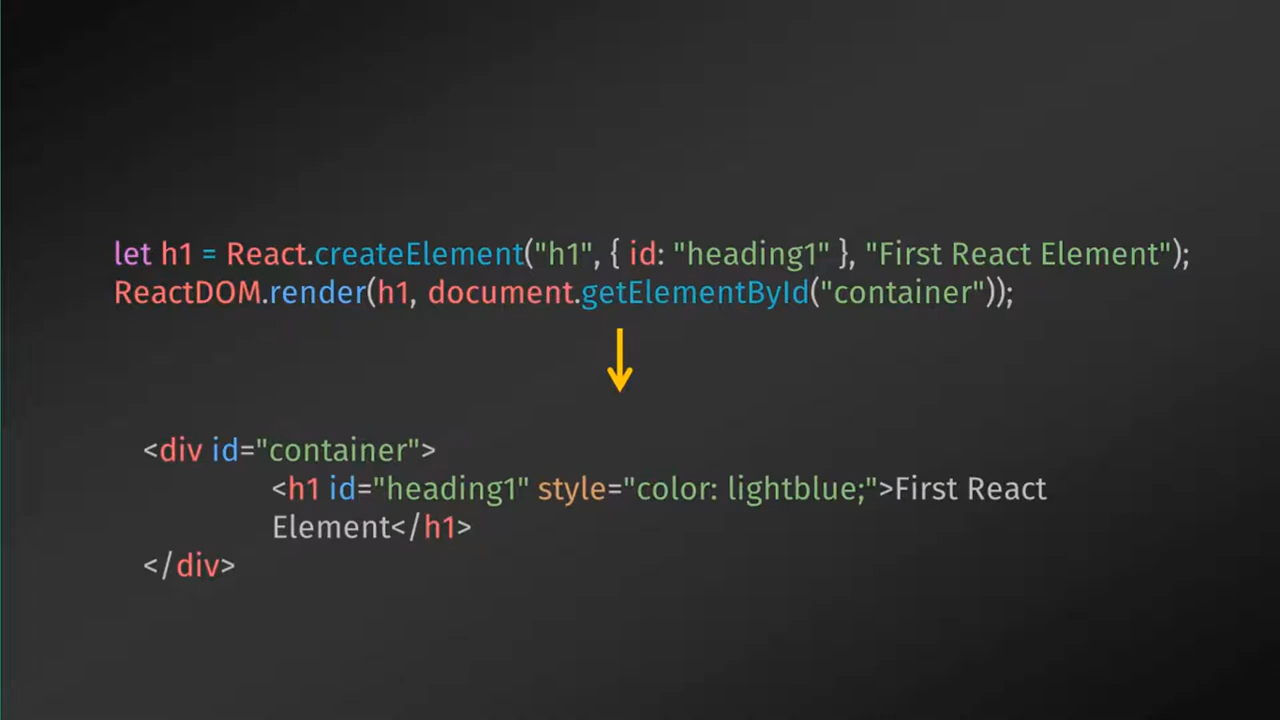 let h1 = React.createElement("h1", { id: "heading1" }, "First React Element");
ReactDOM.render(h1, document.getElementById("container"));
<div id="container">
<h1 id="heading1" style="color: lightblue;">First React
Element</h1>
</div>